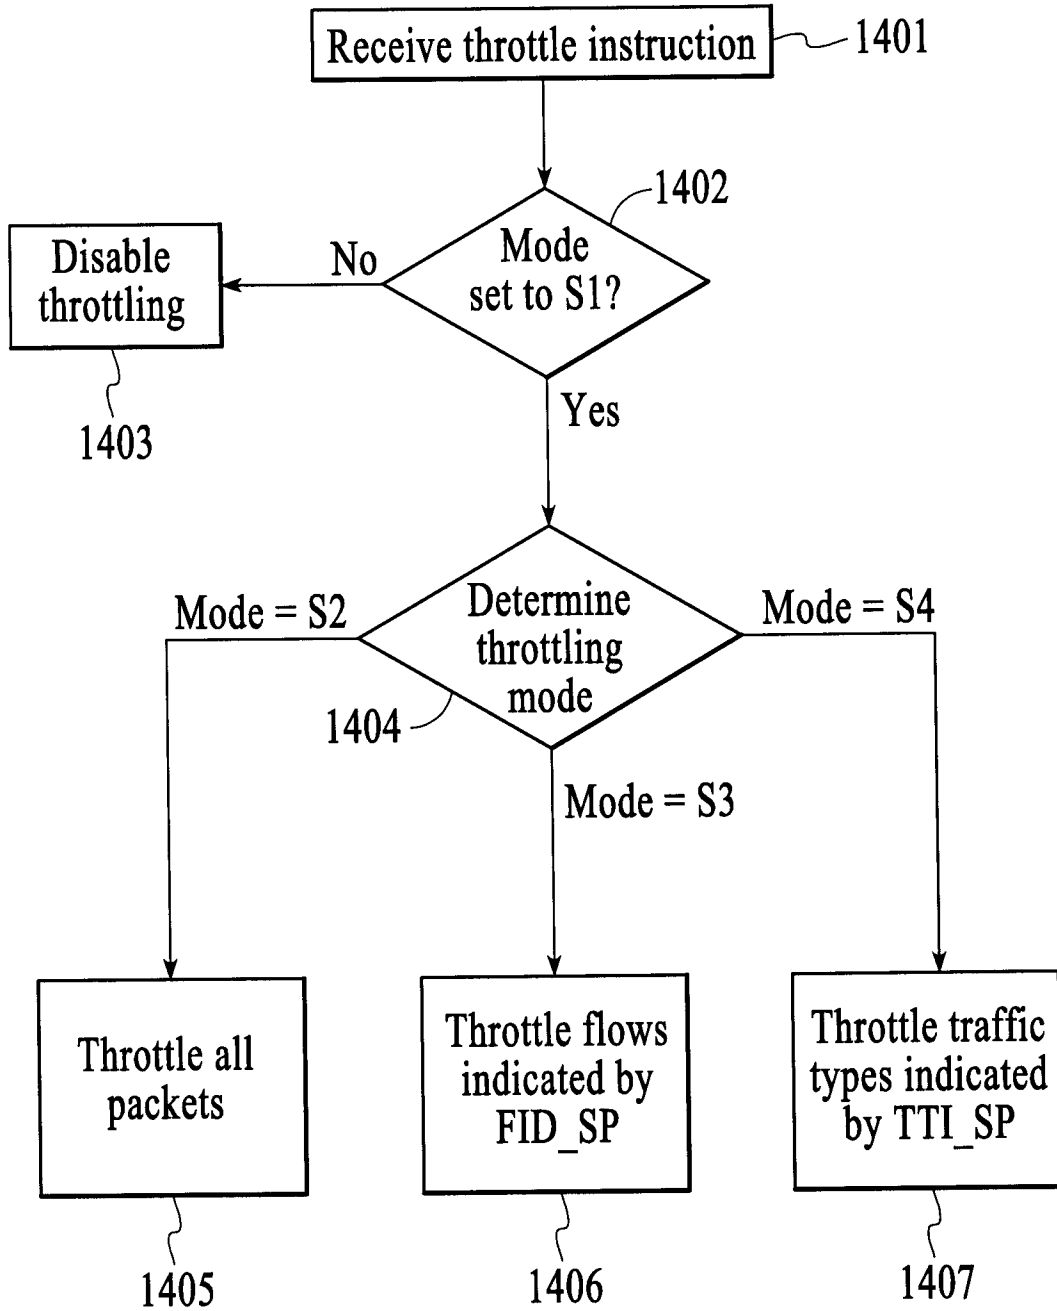 Receive throttle instruction
1401
1402
Mode
set to S1?
No
Disable
throttling
1403
Yes
Determine
throttling
mode
1404
Mode = S2
Mode = S4
Mode = S3
Throttle all
packets
1405
Throttle flows
indicated by
FID_SP
1406
Throttle traffic
types indicated
by TTI_SP
1407